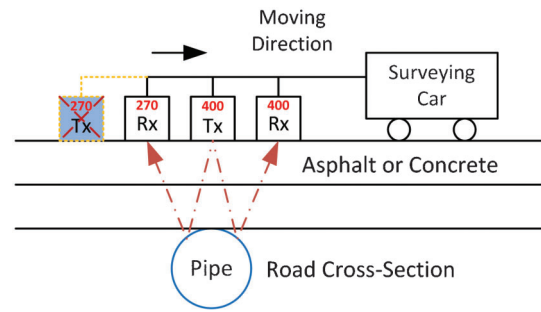 Moving
Direction
Surveying
Car
270
Tx
270
Rx
400
Tx
400
Rx
Asphalt or Concrete
Pipe
Road Cross-Section